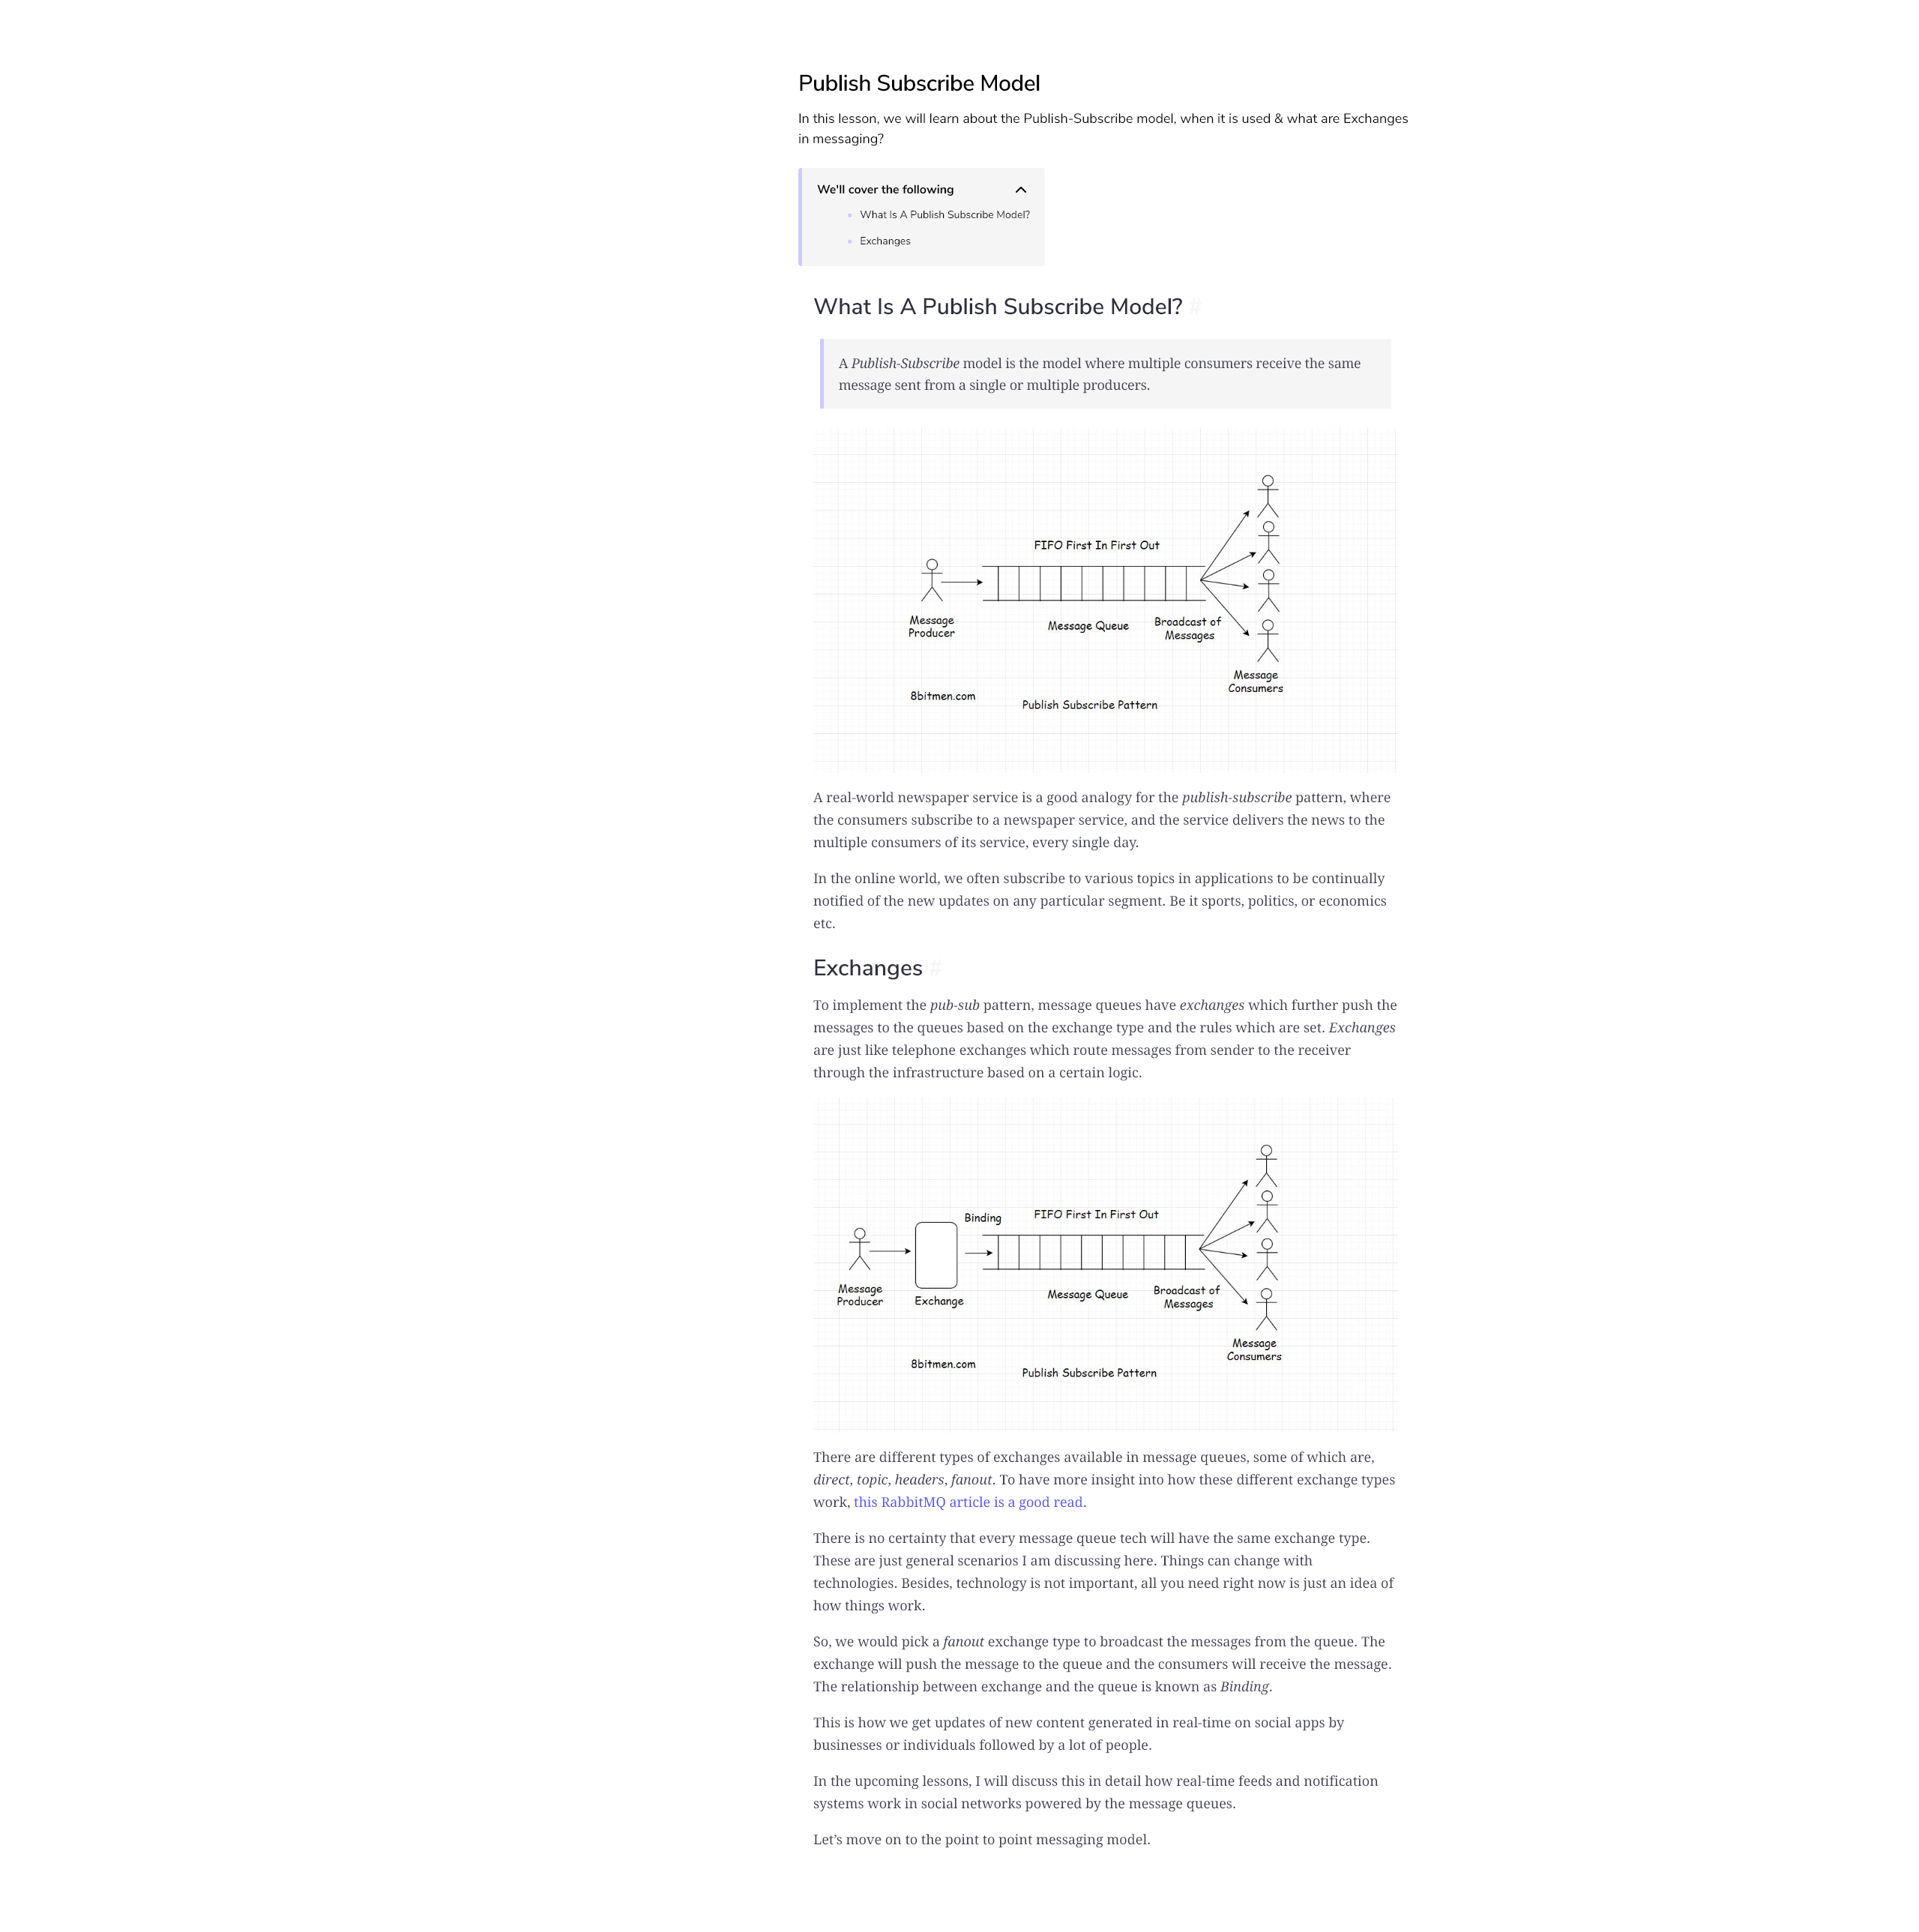 Publish Subscribe Model
In this lesson, we will learn about the Publish-Subscribe model, when it is used & what are Exchanges
in messaging?
We'll cover the following
What Is A Publish Subscribe Model?
Exchanges
What Is A Publish Subscribe Model? #
A Publish-Subscribe model is the model where multiple consumers receive the same
message sent from a single or multiple producers.
FIFO First In First Out
Message
Producer
Message Queue
Broadcast of
Messages
Message
Consumers
8bitmen.com
Publish Subscribe Pattern
A real-world newspaper service is a good analogy for the publish-subscribe pattern, where
the consumers subscribe to a newspaper service, and the service delivers the news to the
multiple consumers of its service, every single day.
In the online world, we often subscribe to various topics in applications to be continually
notified of the new updates on any particular segment. Be it sports, politics, or economics
etc.
Exchanges #
To implement the pub-sub pattern, message queues have exchanges which further push the
messages to the queues based on the exchange type and the rules which are set. Exchanges
are just like telephone exchanges which route messages from sender to the receiver
through the infrastructure based on a certain logic.
Binding
FIFO First In First Out
Message
Producer
Exchange
Message Queue
Broadcast of
Messages
Message
Consumers
8bitmen.com
Publish Subscribe Pattern
There are different types of exchanges available in message queues, some of which are,
direct, topic, headers, fanout. To have more insight into how these different exchange types
work, this RabbitMQ article is a good read.
There is no certainty that every message queue tech will have the same exchange type.
These are just general scenarios I am discussing here. Things can change with
technologies. Besides, technology is not important, all you need right now is just an idea of
how things work.
So, we would pick a fanout exchange type to broadcast the messages from the queue. The
exchange will push the message to the queue and the consumers will receive the message.
The relationship between exchange and the queue is known as Binding.
This is how we get updates of new content generated in real-time on social apps by
businesses or individuals followed by a lot of people.
In the upcoming lessons, I will discuss this in detail how real-time feeds and notification
systems work in social networks powered by the message queues.
Let’s move on to the point to point messaging model.